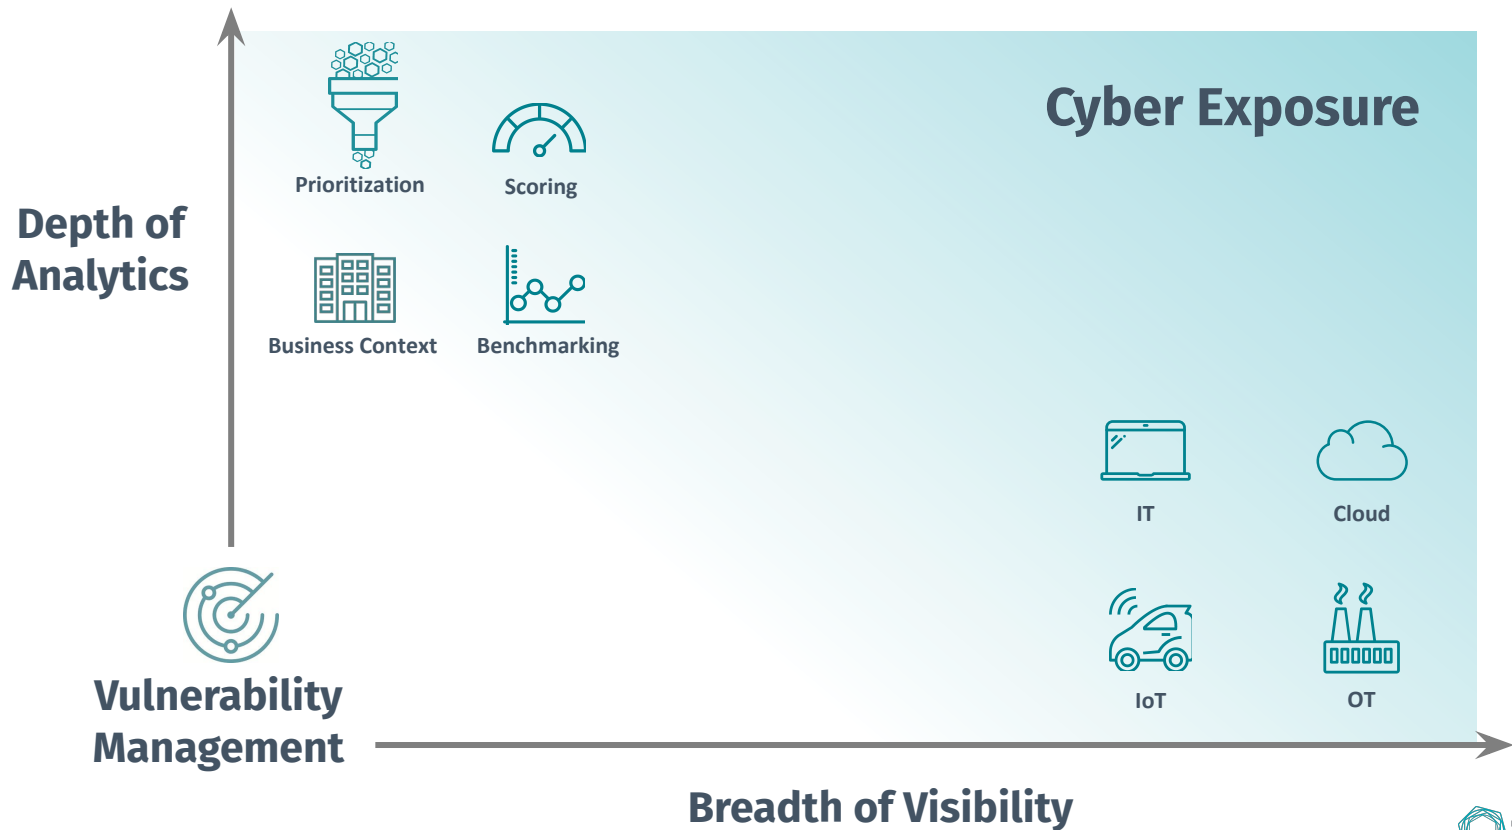 Cyber Exposure
Prioritization
Scoring
Depth of
Analytics
Business Context
Benchmarking
IT
Cloud
IoT
OT
Vulnerability
Management
Breadth of Visibility